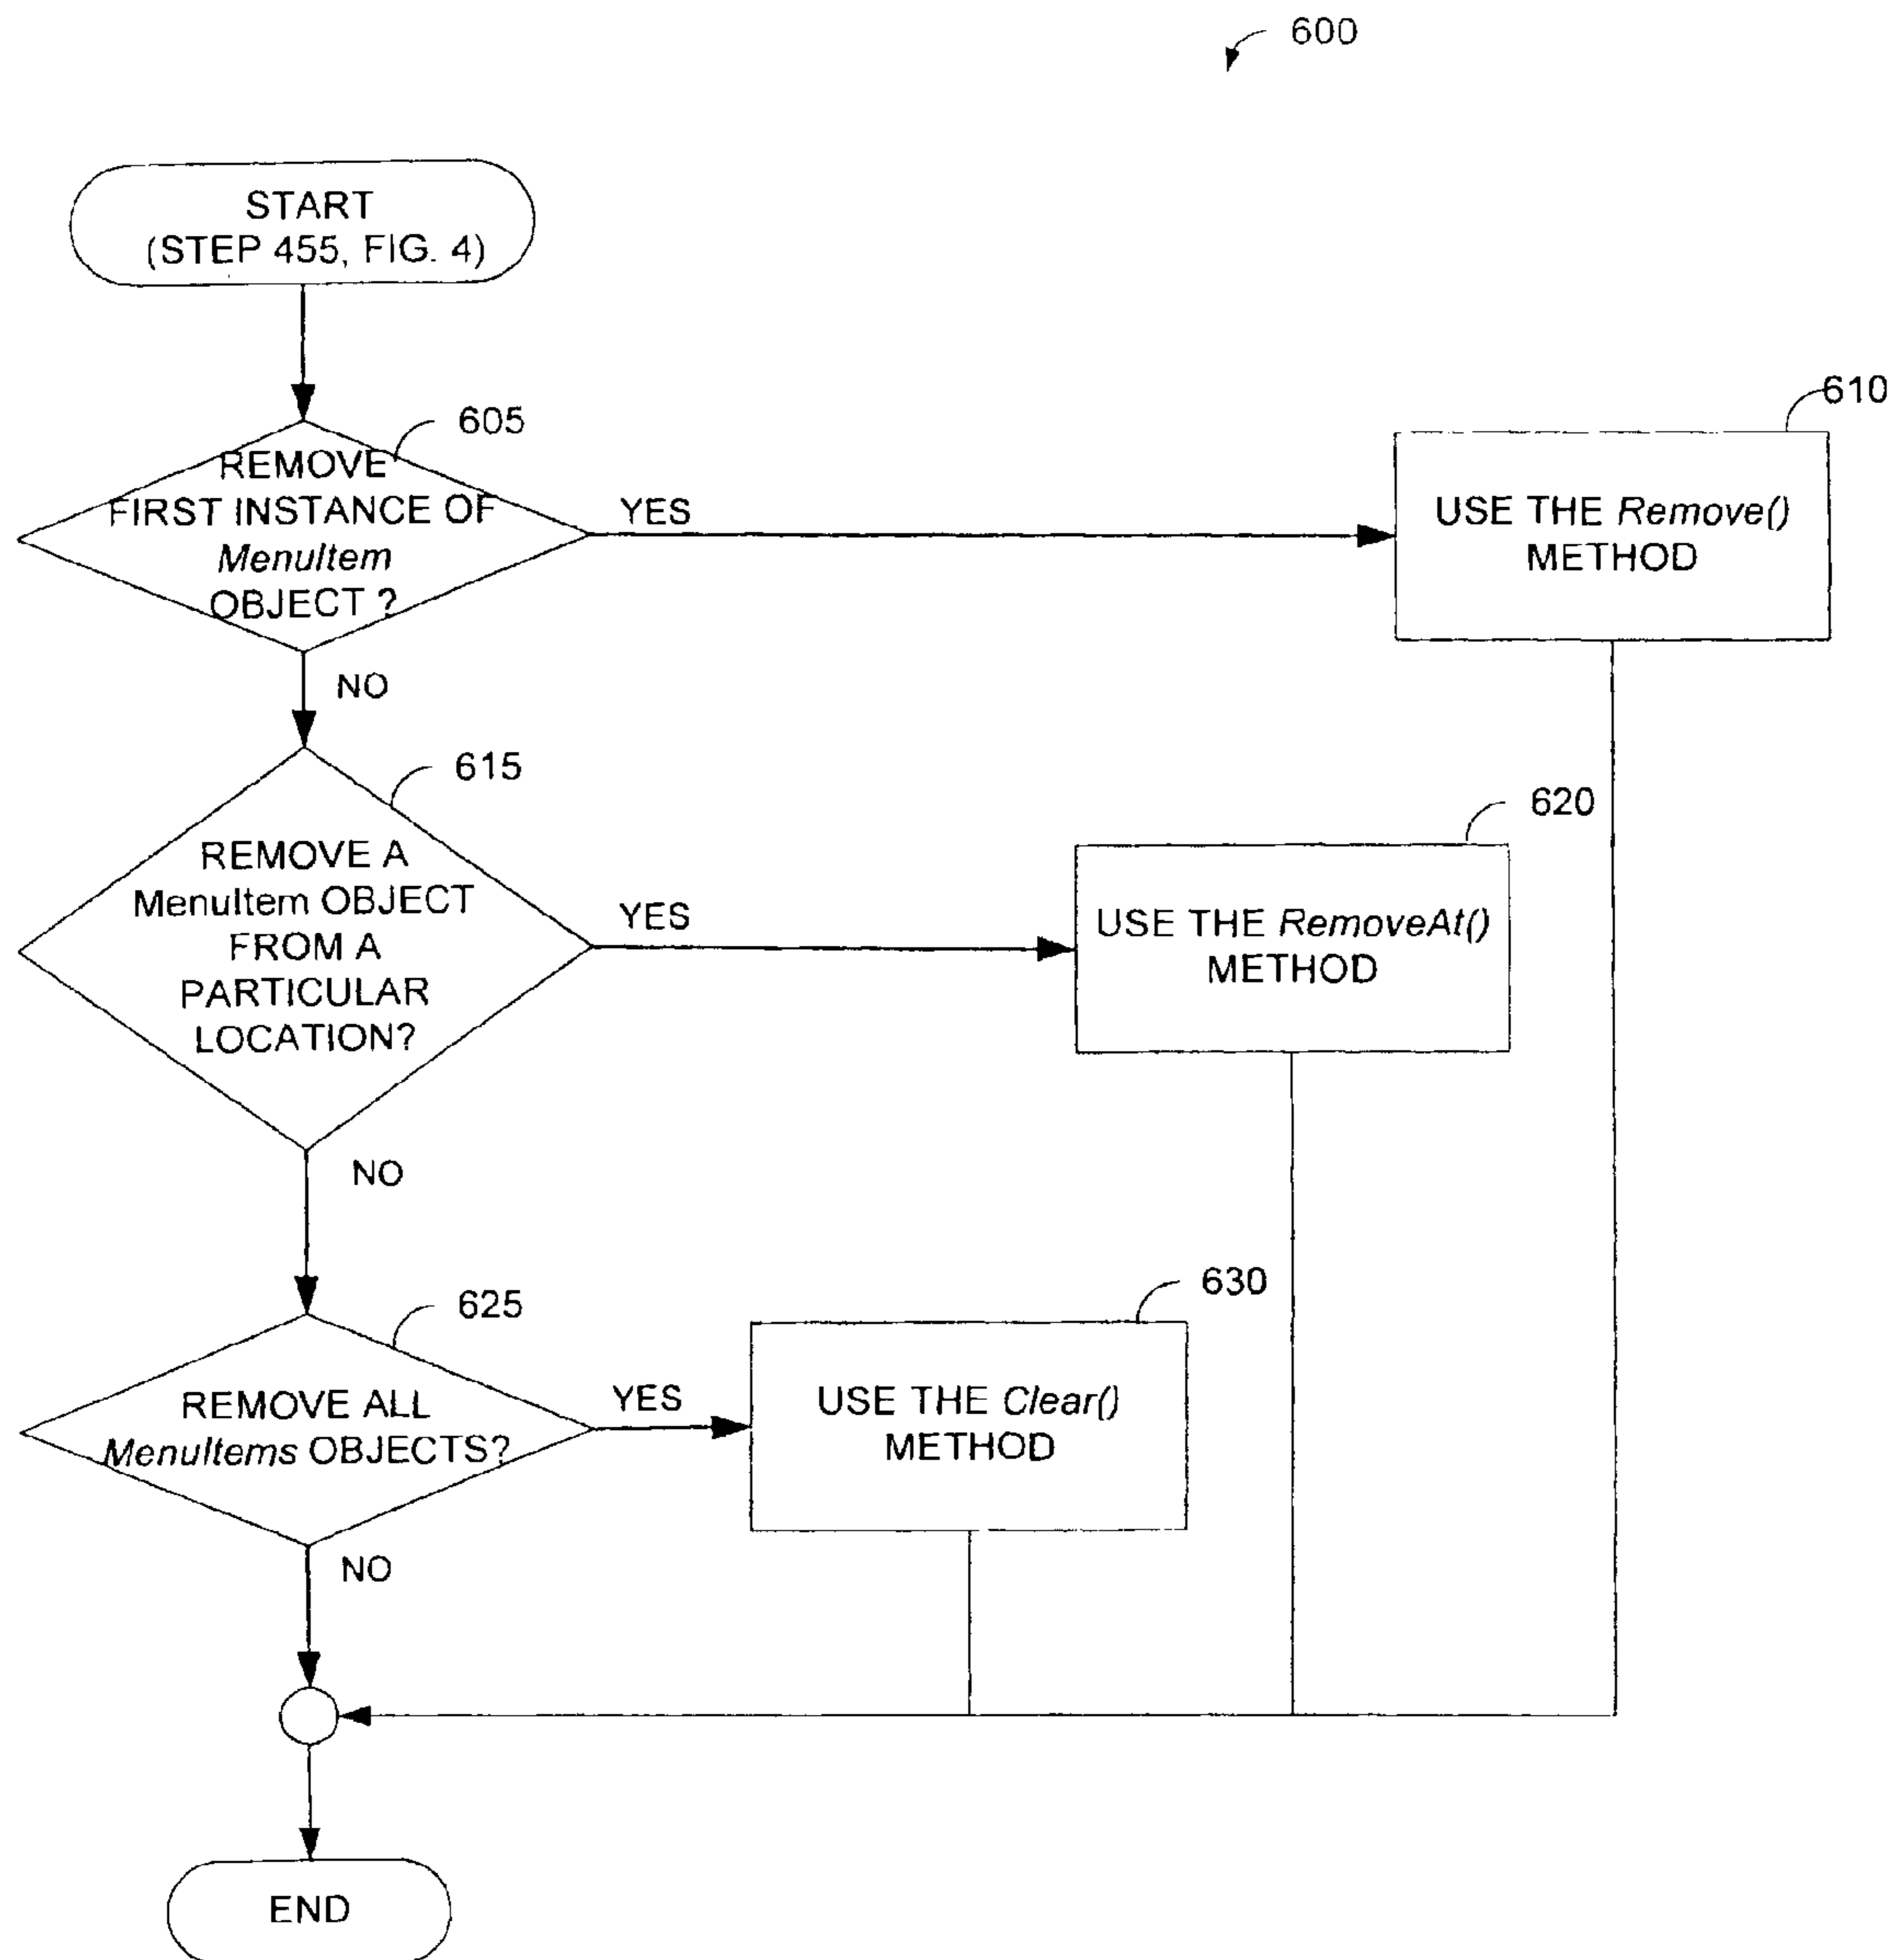 600
START
(STEP 455, FIG. 4)
605
REMOVE
FIRST INSTANCE OF
MenuItem
OBJECT ?
YES
610
USE THE Remove()
METHOD
NO
615
REMOVE A
MenuItem OBJECT
FROM A
PARTICULAR
LOCATION?
YES
620
USE THE RemoveAt()
METHOD
NO
625
REMOVE ALL
MenuItems OBJECTS?
YES
630
USE THE Clear()
METHOD
NO
END